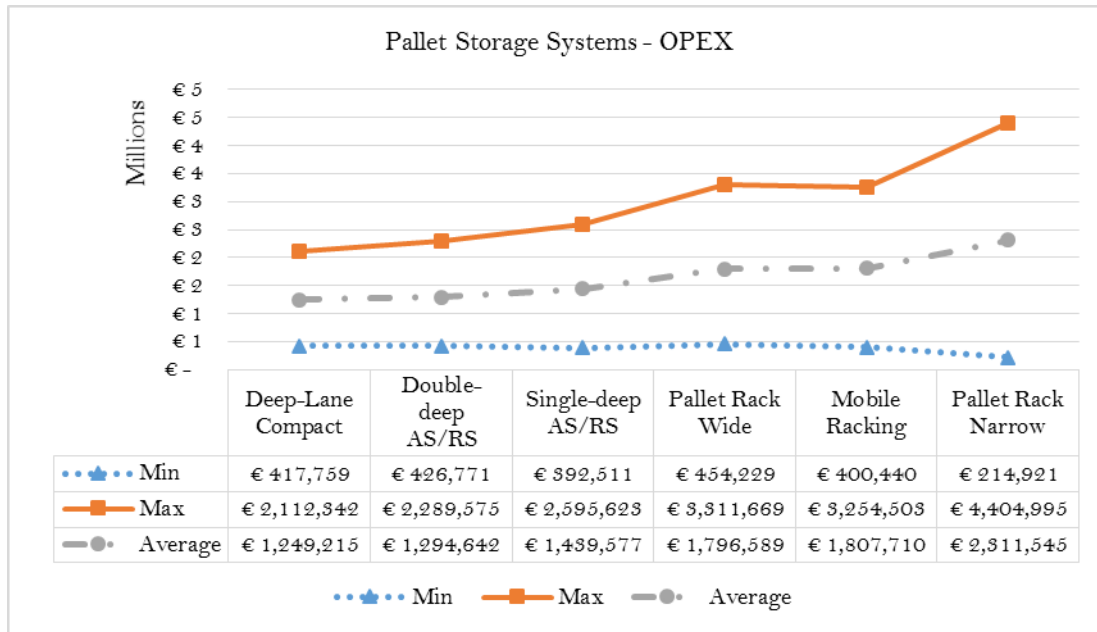 Pallet Storage Systems - OPEX
Millions
€ 5
€ 5
€ 4
€ 4
€ 3
€ 3
€ 2
€ 2
€ 1
€ 1
€ -
Deep-Lane Compact Double-deep AS/RS Single-deep AS/RS Pallet Rack Wide Mobile Racking Pallet Rack Narrow
Min € 417,759 € 426,771 € 392,511 € 454,229 € 400,440 € 214,921
Max € 2,112,342 € 2,289,575 € 2,595,623 € 3,311,669 € 3,254,503 € 4,404,995
Average € 1,249,215 € 1,294,642 € 1,439,577 € 1,796,589 € 1,807,710 € 2,311,545
Min Max Average